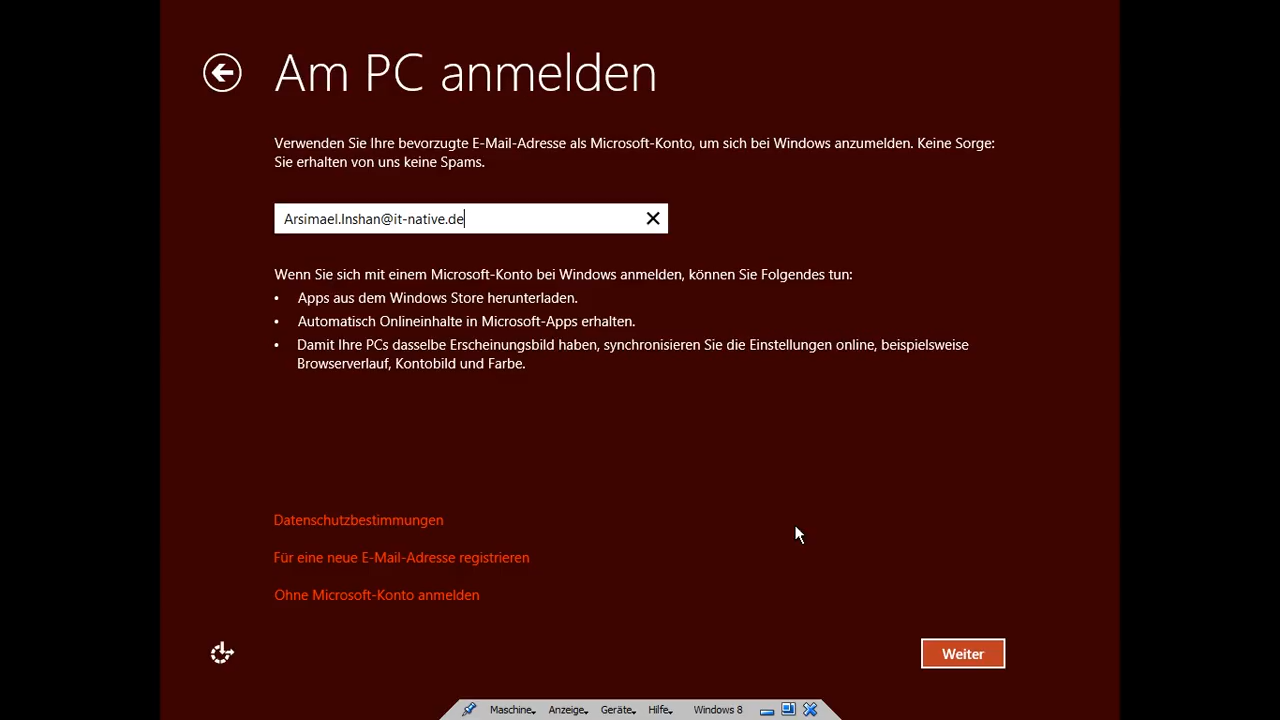 Am PC anmelden
Verwenden Sie Ihre bevorzugte E-Mail-Adresse als Microsoft-Konto, um sich bei Windows anzumelden. Keine Sorge:
Sie erhalten von uns keine Spams.
Arsimael.Inshan@it-native.de
Wenn Sie sich mit einem Microsoft-Konto bei Windows anmelden, können Sie Folgendes tun:
• Apps aus dem Windows Store herunterladen.
• Automatisch Onlineinhalte in Microsoft-Apps erhalten.
• Damit Ihre PCs dasselbe Erscheinungsbild haben, synchronisieren Sie die Einstellungen online, beispielsweise
Browserverlauf, Kontobild und Farbe.
Datenschutzbestimmungen
Für eine neue E-Mail-Adresse registrieren
Ohne Microsoft-Konto anmelden
Weiter
Maschine Anzeige Geräte Hilfe Windows 8